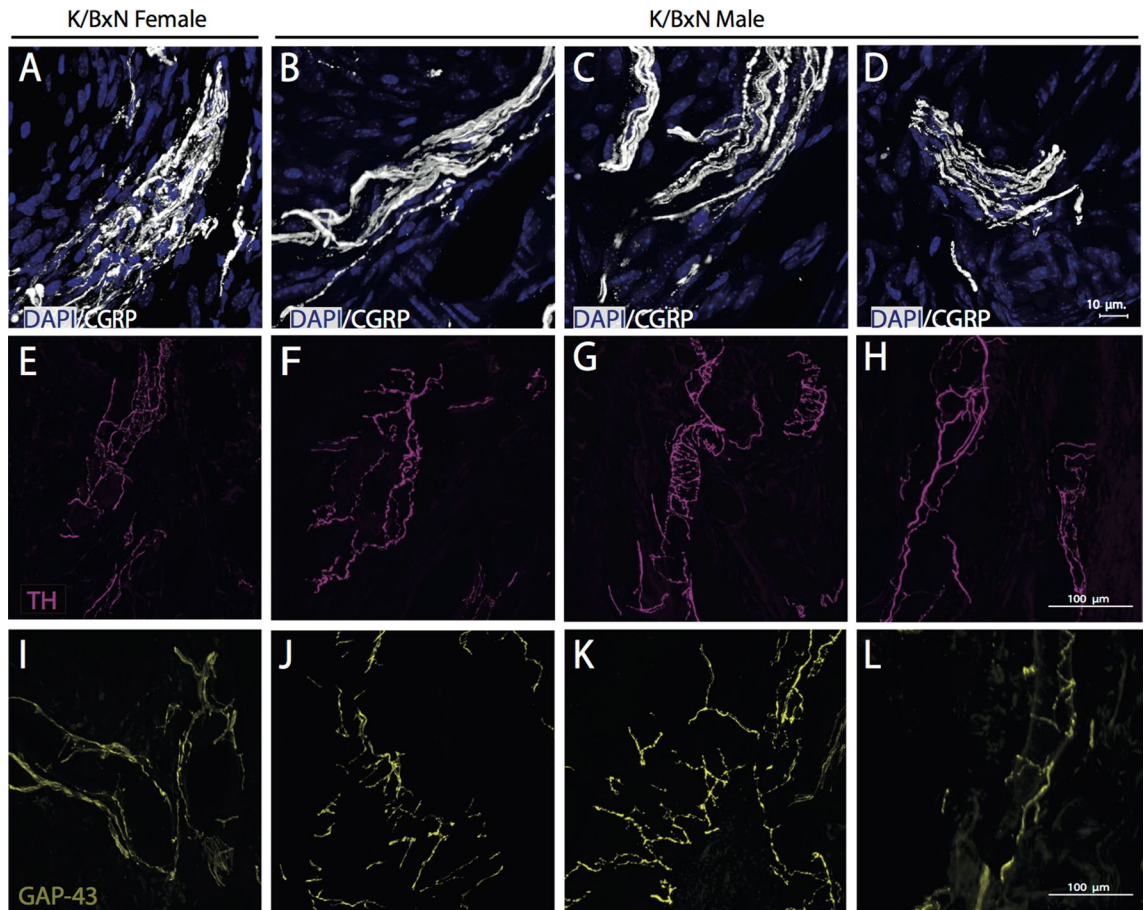 K/BxN Female
K/BxN Male
A
B
C
D
DAPI/CGRP
DAPI/CGRP
DAPI/CGRP
DAPI/CGRP
10 µm.
E
F
G
H
TH
100 µm
I
J
K
L
GAP-43
100 µm